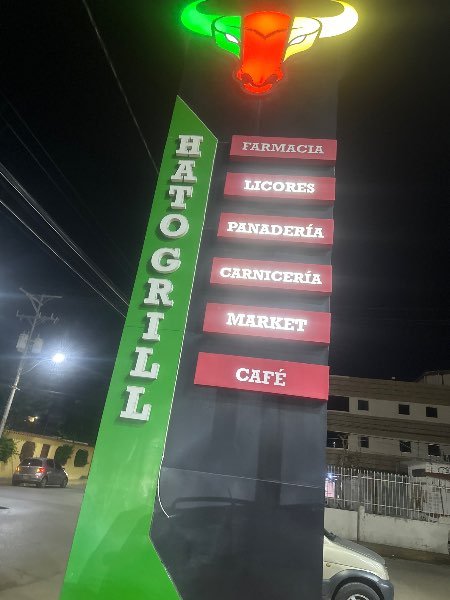 HATOGRILL
FARMACIA
LICORES
PANADERÍA
CARNICERÍA
MARKET
CAFÉ